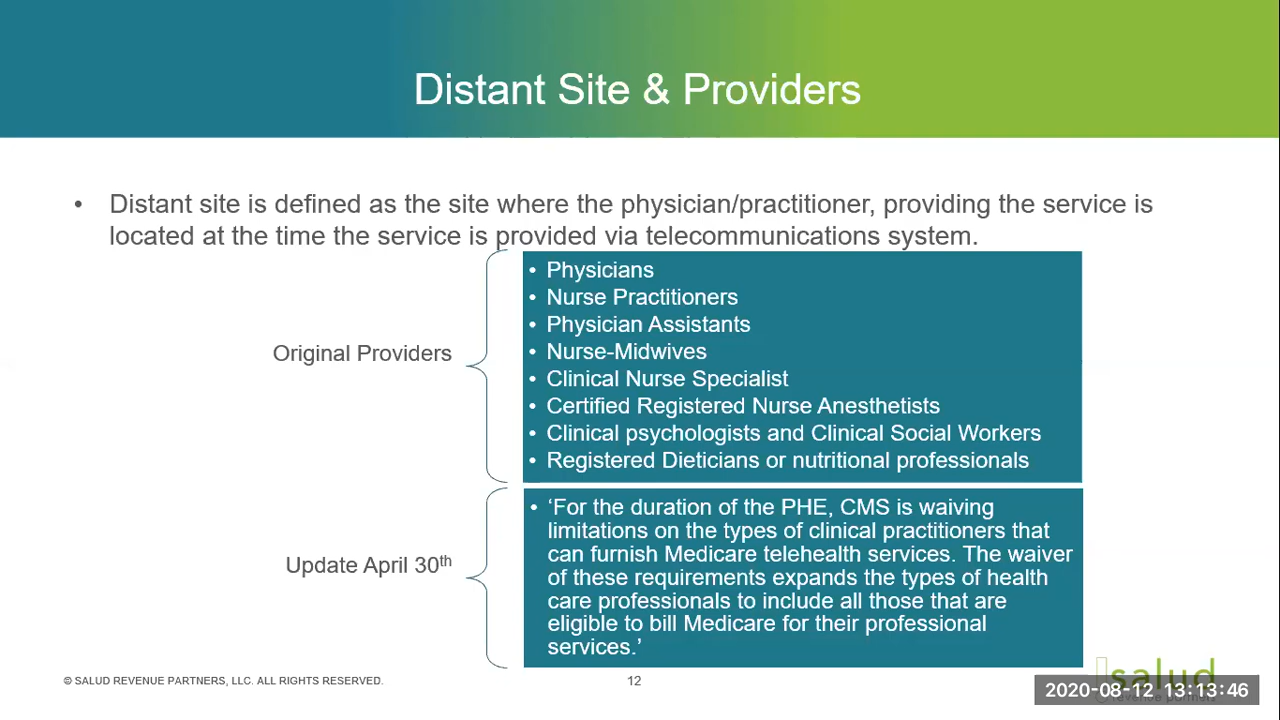 Distant Site & Providers
• Distant site is defined as the site where the physician/practitioner, providing the service is
located at the time the service is provided via telecommunications system.
Original Providers
• Physicians
• Nurse Practitioners
• Physician Assistants
• Nurse-Midwives
• Clinical Nurse Specialist
• Certified Registered Nurse Anesthetists
• Clinical psychologists and Clinical Social Workers
• Registered Dieticians or nutritional professionals
Update April 30th
• ‘For the duration of the PHE, CMS is waiving
limitations on the types of clinical practitioners that
can furnish Medicare telehealth services. The waiver
of these requirements expands the types of health
care professionals to include all those that are
eligible to bill Medicare for their professional
services.’
© SALUD REVENUE PARTNERS, LLC. ALL RIGHTS RESERVED.
12
salud
2020-08-12 13:13:46